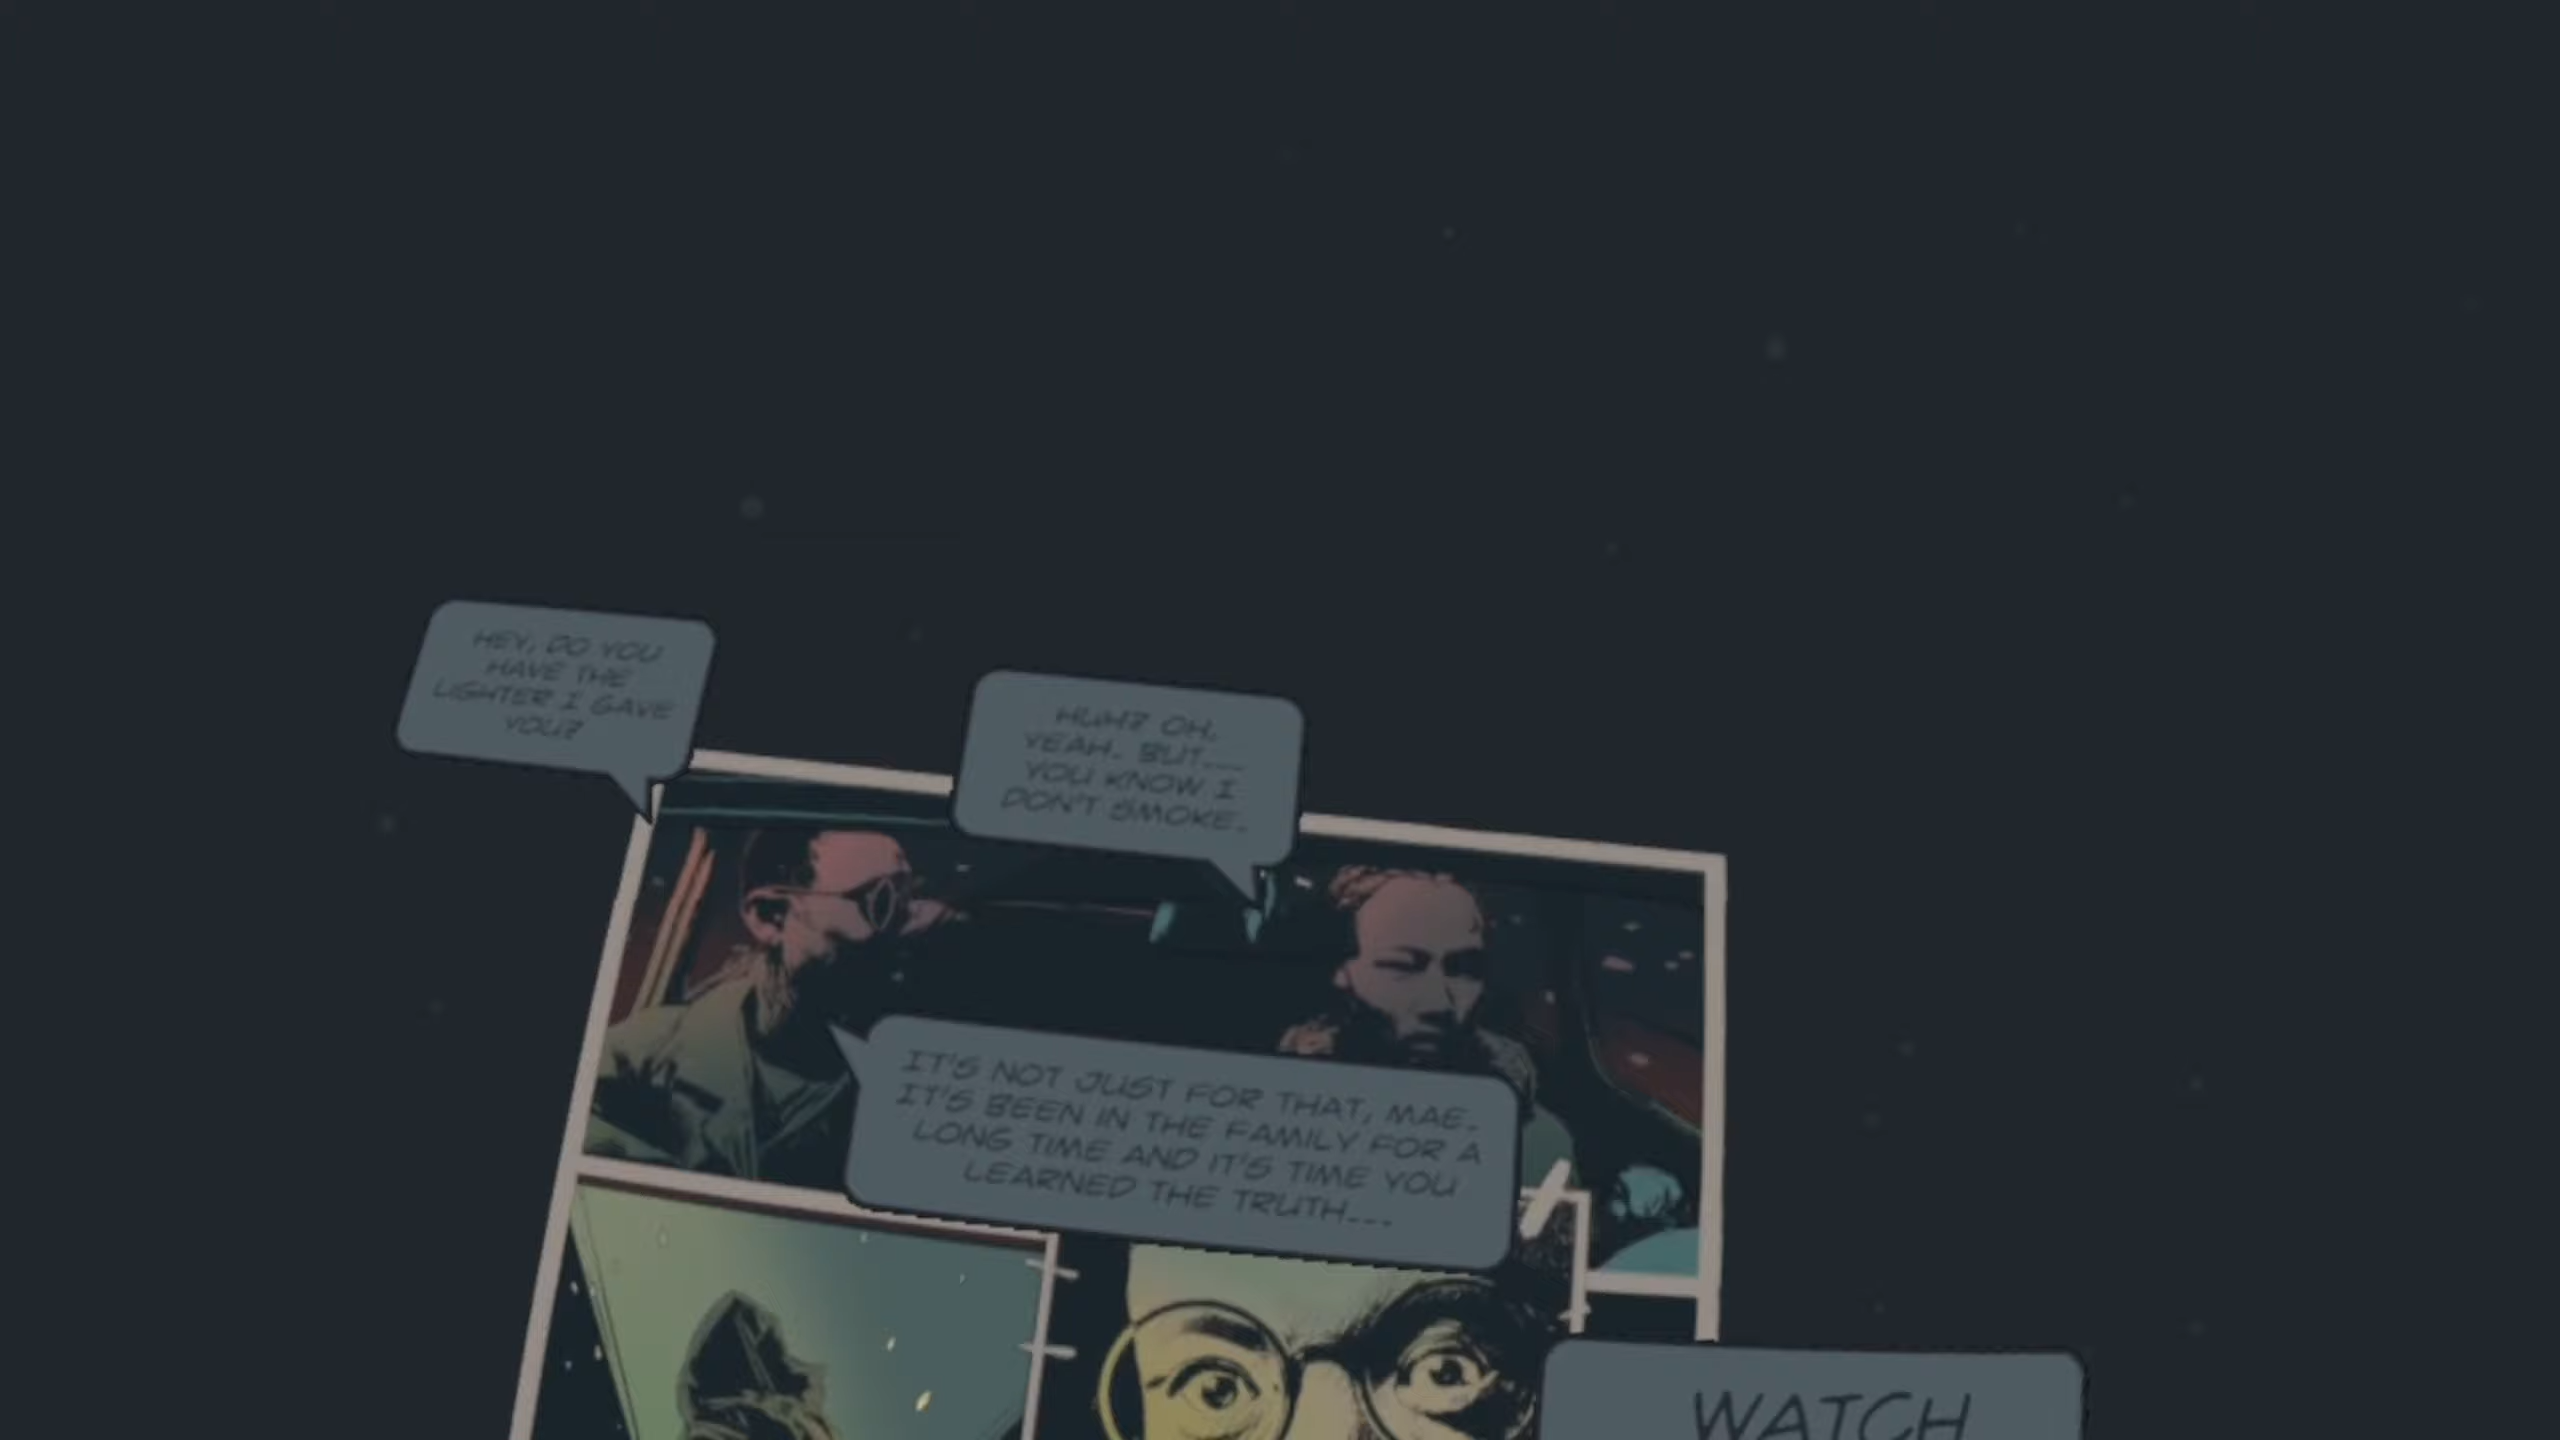 HEY, DO YOU
HAVE THE
LIGHTER I GAVE
YOU?
HUH? OH,
YEAH. BUT...
YOU KNOW I
DON'T SMOKE.
IT'S NOT JUST FOR THAT, MAE.
IT'S BEEN IN THE FAMILY FOR A
LONG TIME AND IT'S TIME YOU
LEARNED THE TRUTH...
WATCH